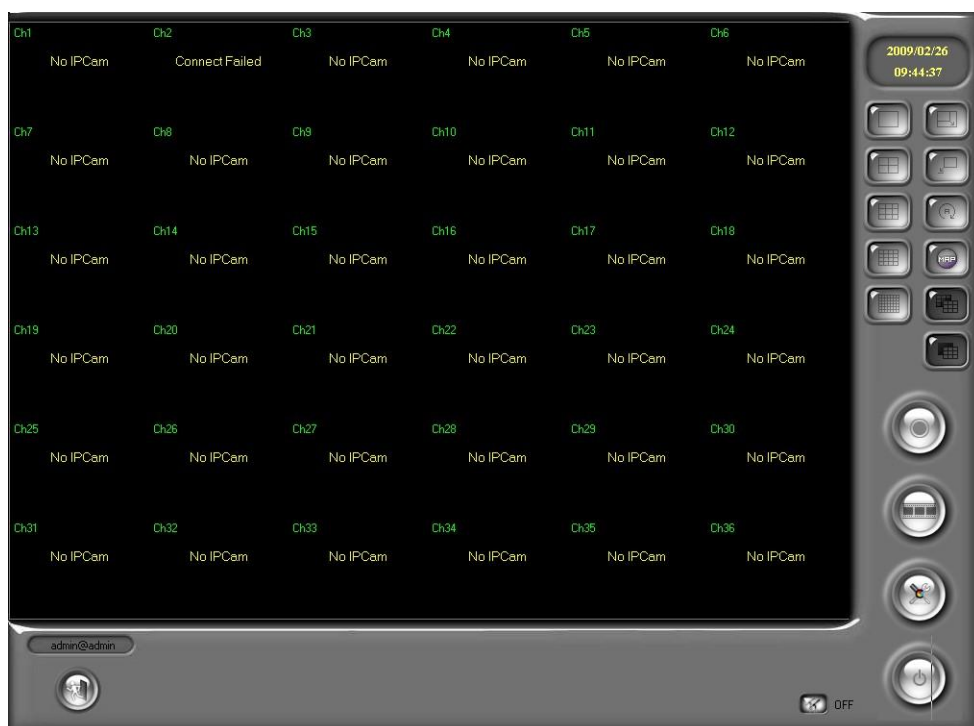 Ch1 Ch2 Ch3 Ch4 Ch5 Ch6
No IPCam Connect Failed No IPCam No IPCam No IPCam No IPCam
2009/02/26
09:44:37
Ch7 Ch8 Ch9 Ch10 Ch11 Ch12
No IPCam No IPCam No IPCam No IPCam No IPCam No IPCam
R
Ch13 Ch14 Ch15 Ch16 Ch17 Ch18
No IPCam No IPCam No IPCam No IPCam No IPCam No IPCam
MAP
Ch19 Ch20 Ch21 Ch22 Ch23 Ch24
No IPCam No IPCam No IPCam No IPCam No IPCam No IPCam
Ch25 Ch26 Ch27 Ch28 Ch29 Ch30
No IPCam No IPCam No IPCam No IPCam No IPCam No IPCam
Ch31 Ch32 Ch33 Ch34 Ch35 Ch36
No IPCam No IPCam No IPCam No IPCam No IPCam No IPCam
admin@admin
OFF